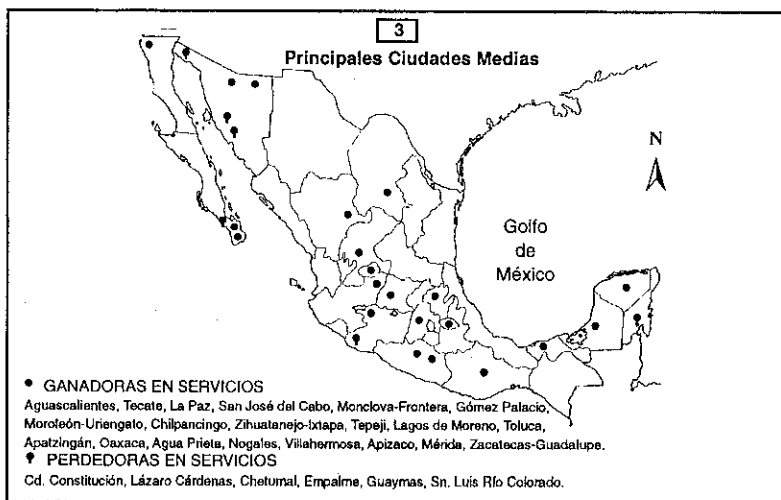 3
Principales Ciudades Medias
N
Golfo
de
México
GANADORAS EN SERVICIOS
Aguascalientes, Tecate, La Paz, San José del Cabo, Monclova-Frontera, Gómez Palacio,
Moroleón-Uriangato, Chilpancingo, Zihuatanejo-Ixtapa, Tepeji, Lagos de Moreno, Toluca,
Apatzingán, Oaxaca, Agua Prieta, Nogales, Villahermosa, Apizaco, Mérida, Zacatecas-Guadalupe.
PERDEDORAS EN SERVICIOS
Cd. Constitución, Lázaro Cárdenas, Chetumal, Empalme, Guaymas, Sn. Luis Río Colorado.